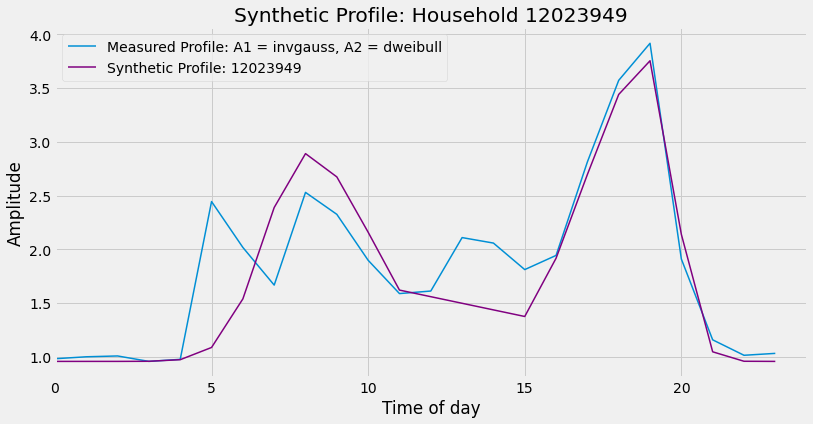 Synthetic Profile: Household 12023949
Measured Profile: A1 = invgauss, A2 = dweibull
Synthetic Profile: 12023949
4.0
3.5
3.0
2.5
2.0
1.5
1.0
Amplitude
0 5 10 15 20
Time of day